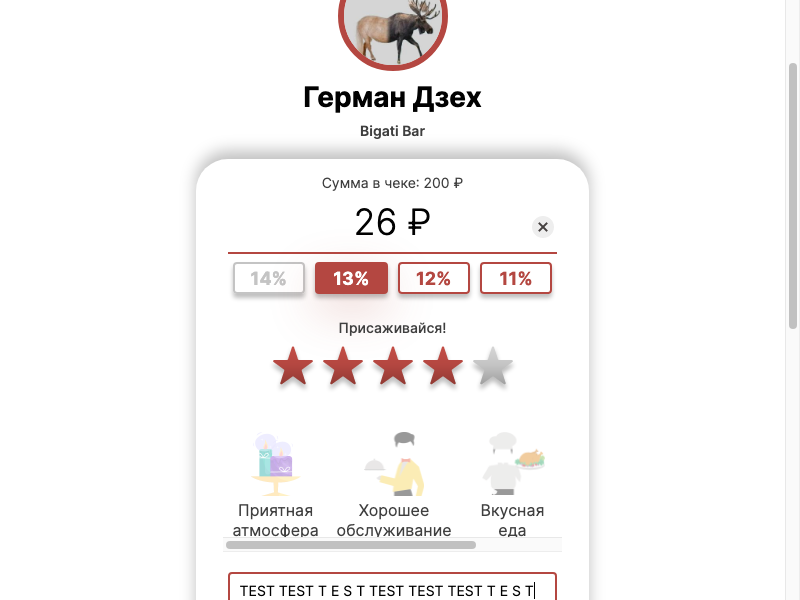 Герман Дзех
Bigati Bar
Сумма в чеке: 200 ₽
26 ₽
14% 13% 12% 11%
Присаживайся!
Приятная атмосфера
Хорошее обслуживание
Вкусная еда
TEST TEST T E S T TEST TEST TEST T E S T